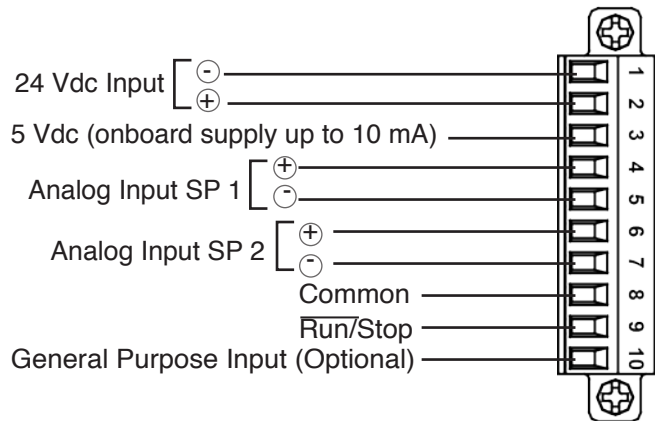 24 Vdc Input - 1
+ 2
5 Vdc (onboard supply up to 10 mA) 3
Analog Input SP 1 + 4
- 5
Analog Input SP 2 + 6
- 7
Common 8
Run/Stop 9
General Purpose Input (Optional) 10